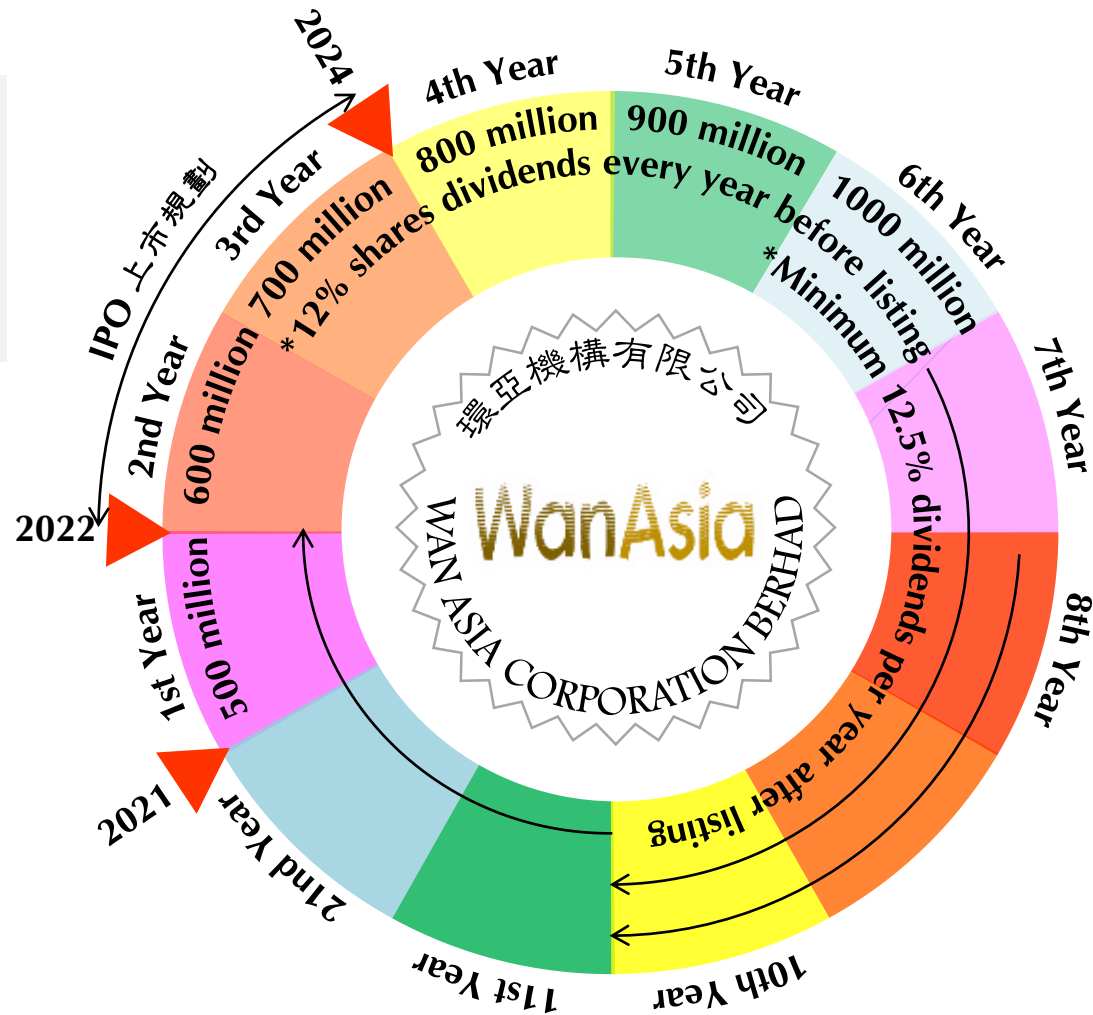 2024
4th Year
5th Year
6th Year
7th Year
8th Year
10th Year
11st Year
21nd Year
2021
1st Year
2022
2nd Year
3rd Year
IPO 上市規劃
500 million
600 million
700 million
800 million
900 million
1000 million
*12% shares dividends every year before listing
*Minimum 12.5% dividends per year after listing
環亞機構有限公司
WanAsia
WAN ASIA CORPORATION BERHAD